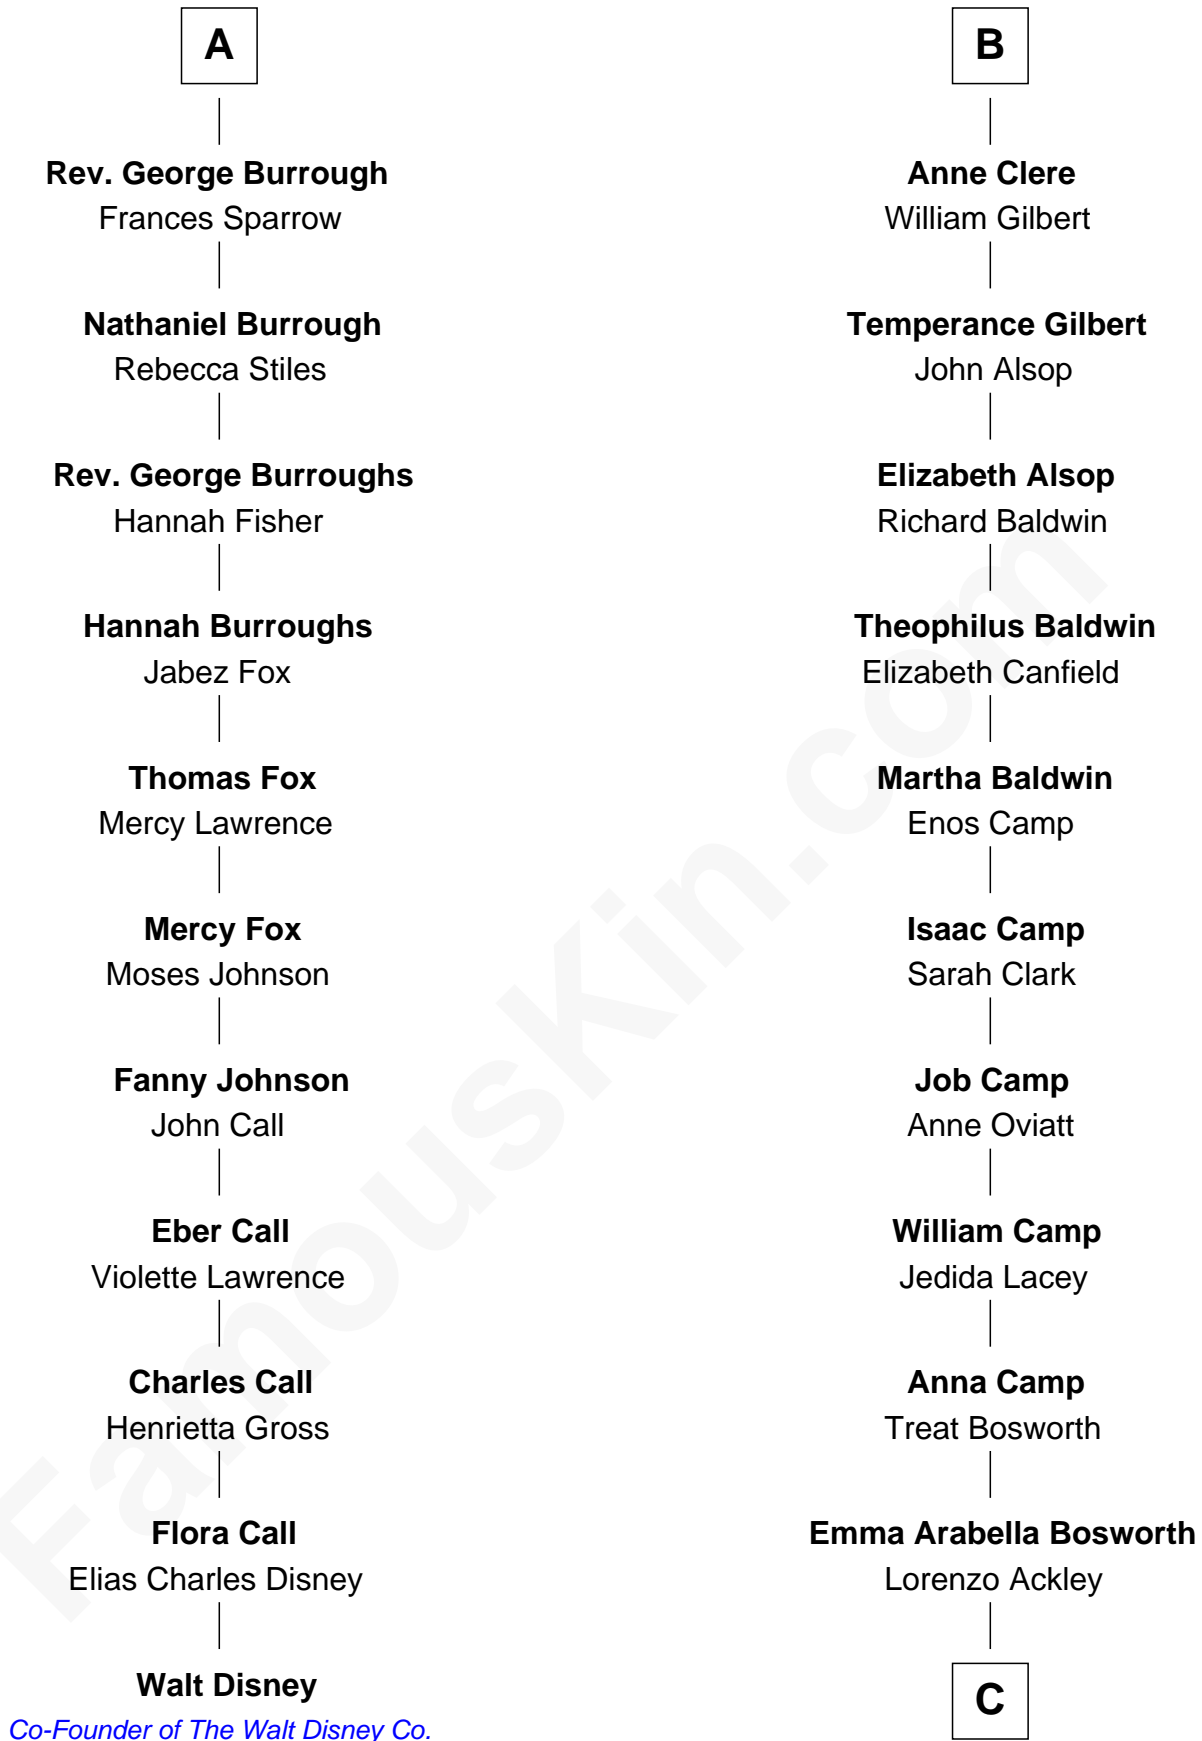 A
Rev. George Burrough
Frances Sparrow
Nathaniel Burrough
Rebecca Stiles
Rev. George Burroughs
Hannah Fisher
Hannah Burroughs
Jabez Fox
Thomas Fox
Mercy Lawrence
Mercy Fox
Moses Johnson
Fanny Johnson
John Call
Eber Call
Violette Lawrence
Charles Call
Henrietta Gross
Flora Call
Elias Charles Disney
Walt Disney
Co-Founder of The Walt Disney Co.
B
Anne Clere
William Gilbert
Temperance Gilbert
John Alsop
Elizabeth Alsop
Richard Baldwin
Theophilus Baldwin
Elizabeth Canfield
Martha Baldwin
Enos Camp
Isaac Camp
Sarah Clark
Job Camp
Anne Oviatt
William Camp
Jedida Lacey
Anna Camp
Treat Bosworth
Emma Arabella Bosworth
Lorenzo Ackley
C
FamousKin.com